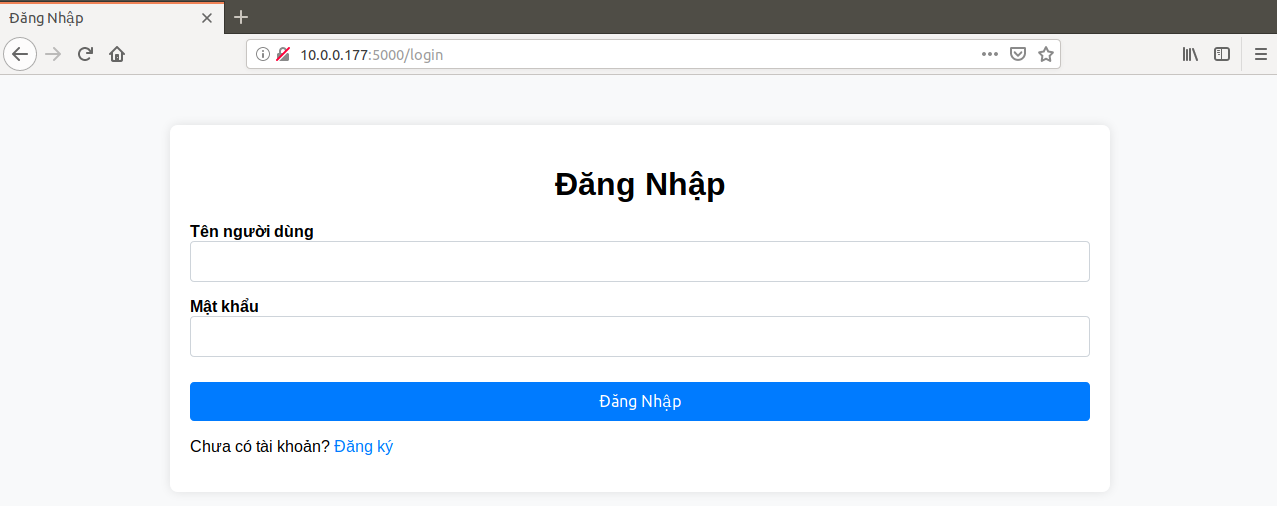 Đăng Nhập
10.0.0.177:5000/login
Đăng Nhập
Tên người dùng
Mật khẩu
Đăng Nhập
Chưa có tài khoản? Đăng ký